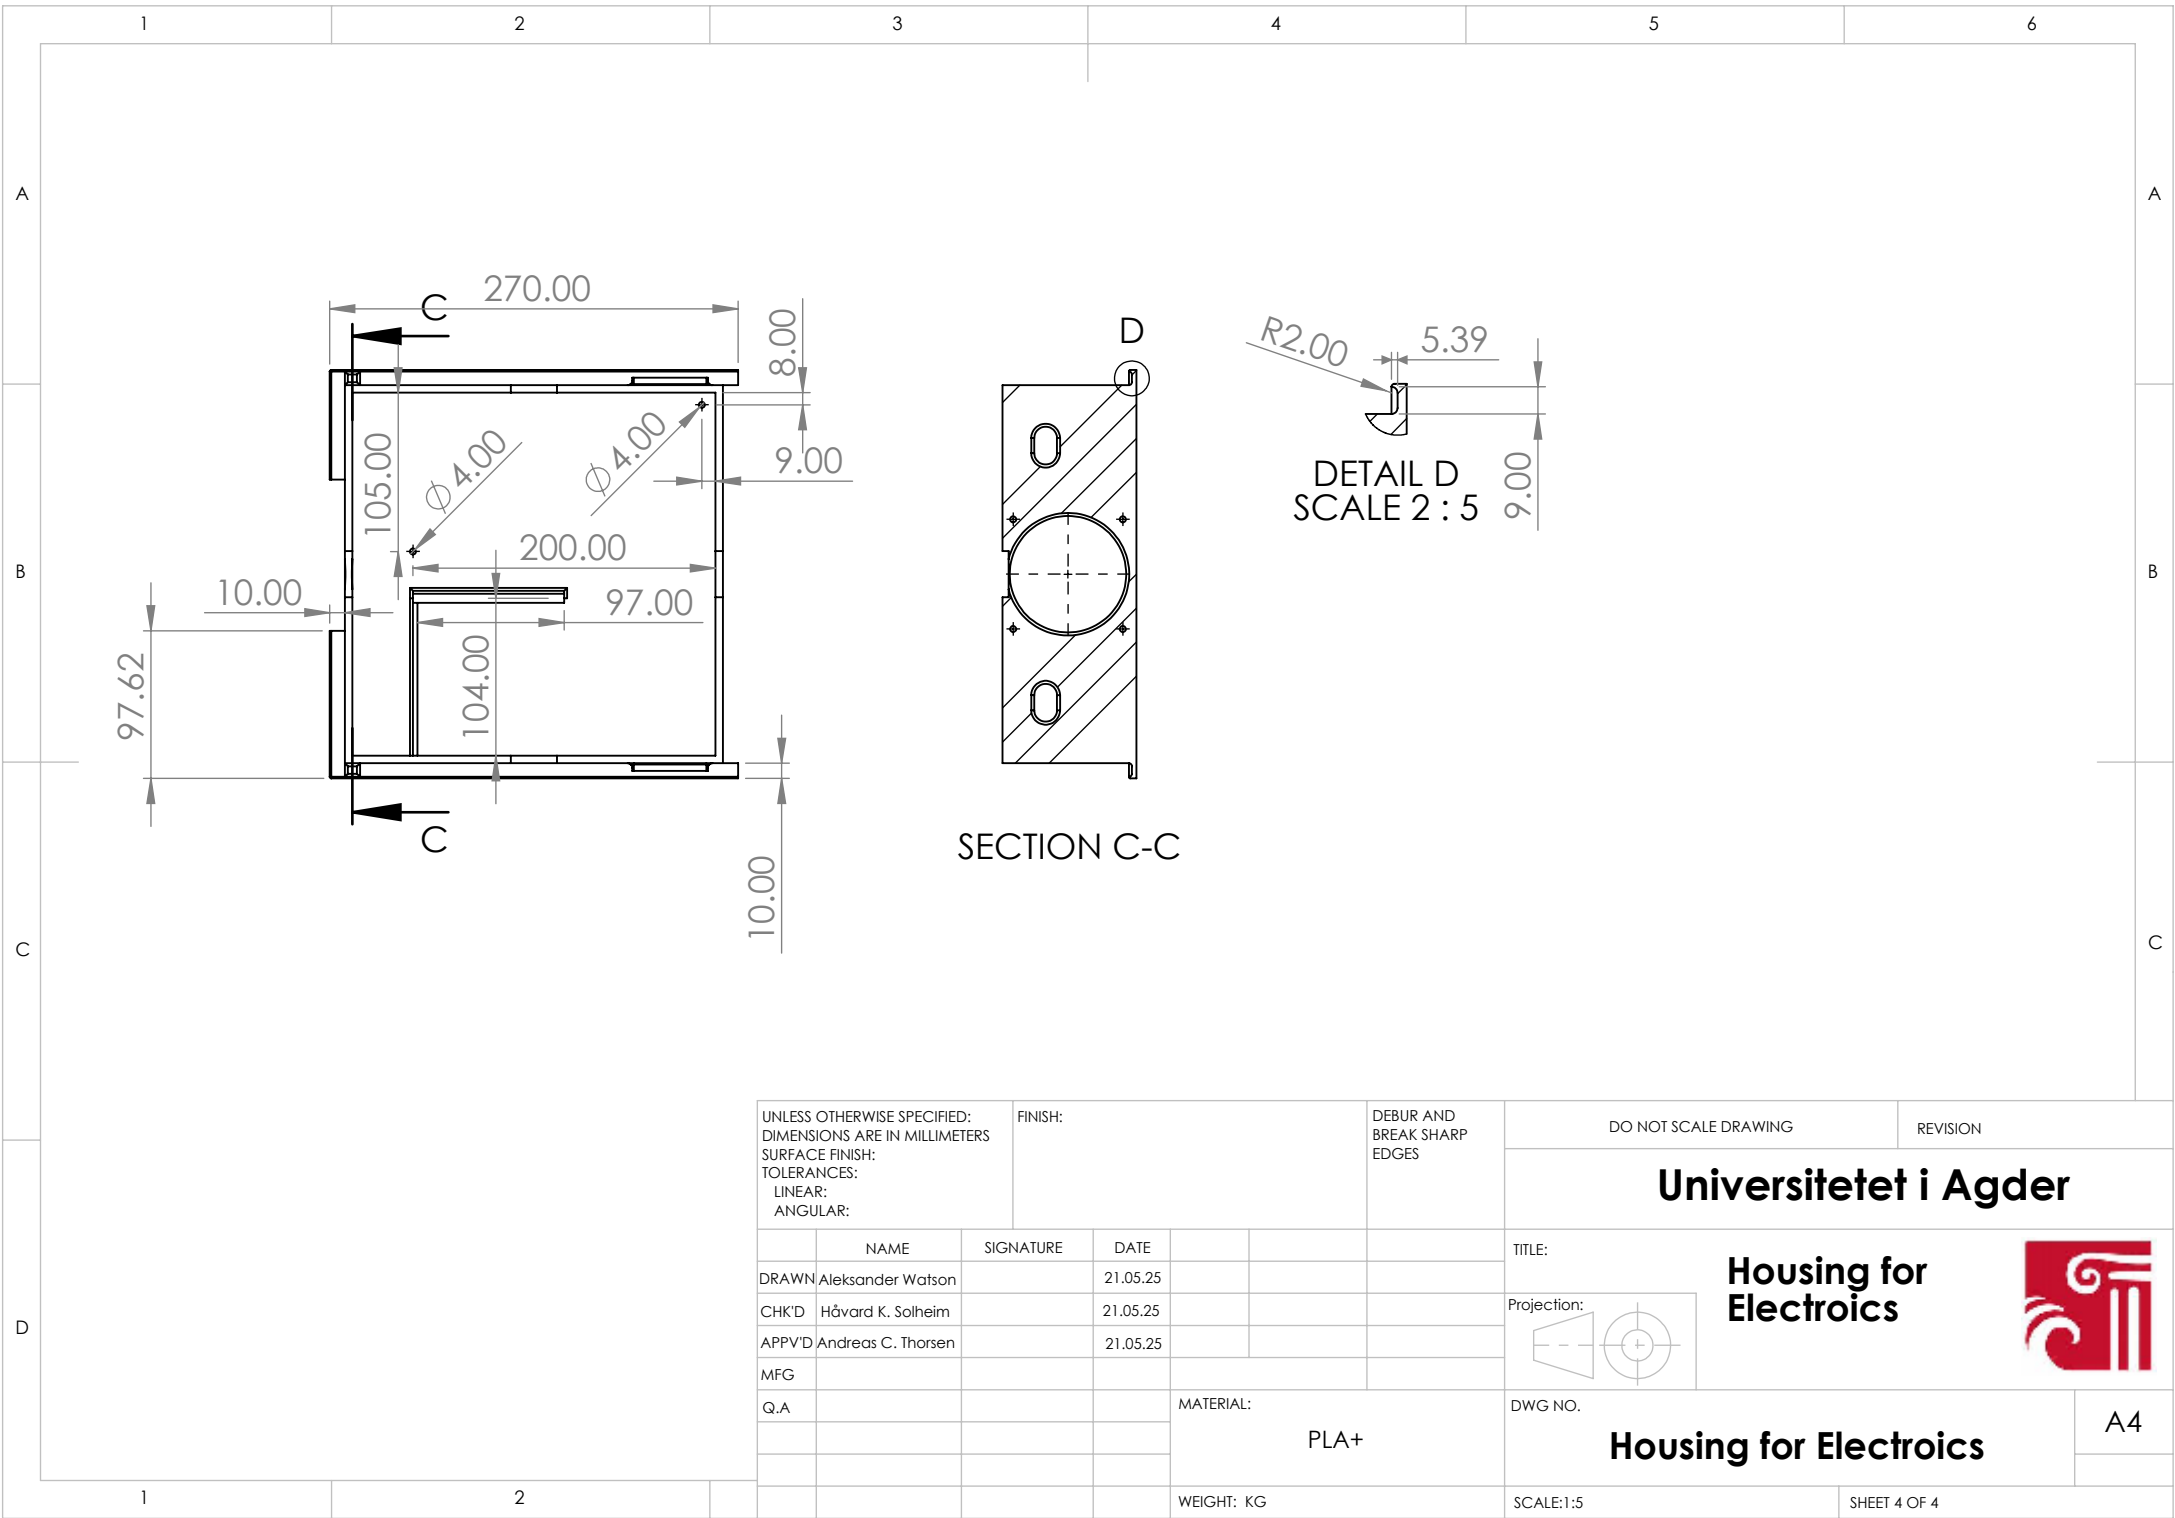 1 2 3 4 5 6
A A
270.00
C
8.00
105.00
Ø 4.00
Ø 4.00
9.00
200.00
10.00
97.00
97.62
104.00
10.00
C
D
SECTION C-C
R2.00
5.39
9.00
DETAIL D
SCALE 2 : 5
B B
C C
D
1 2
UNLESS OTHERWISE SPECIFIED:
DIMENSIONS ARE IN MILLIMETERS
SURFACE FINISH:
TOLERANCES:
LINEAR:
ANGULAR:
FINISH:
DEBUR AND
BREAK SHARP
EDGES
DO NOT SCALE DRAWING
REVISION
Universitetet i Agder
NAME SIGNATURE DATE
DRAWN Aleksander Watson 21.05.25
CHK'D Håvard K. Solheim 21.05.25
APPV'D Andreas C. Thorsen 21.05.25
MFG
Q.A
TITLE:
Housing for
Electroics
Projection:
MATERIAL:
PLA+
DWG NO.
Housing for Electroics
A4
WEIGHT: KG
SCALE:1:5
SHEET 4 OF 4